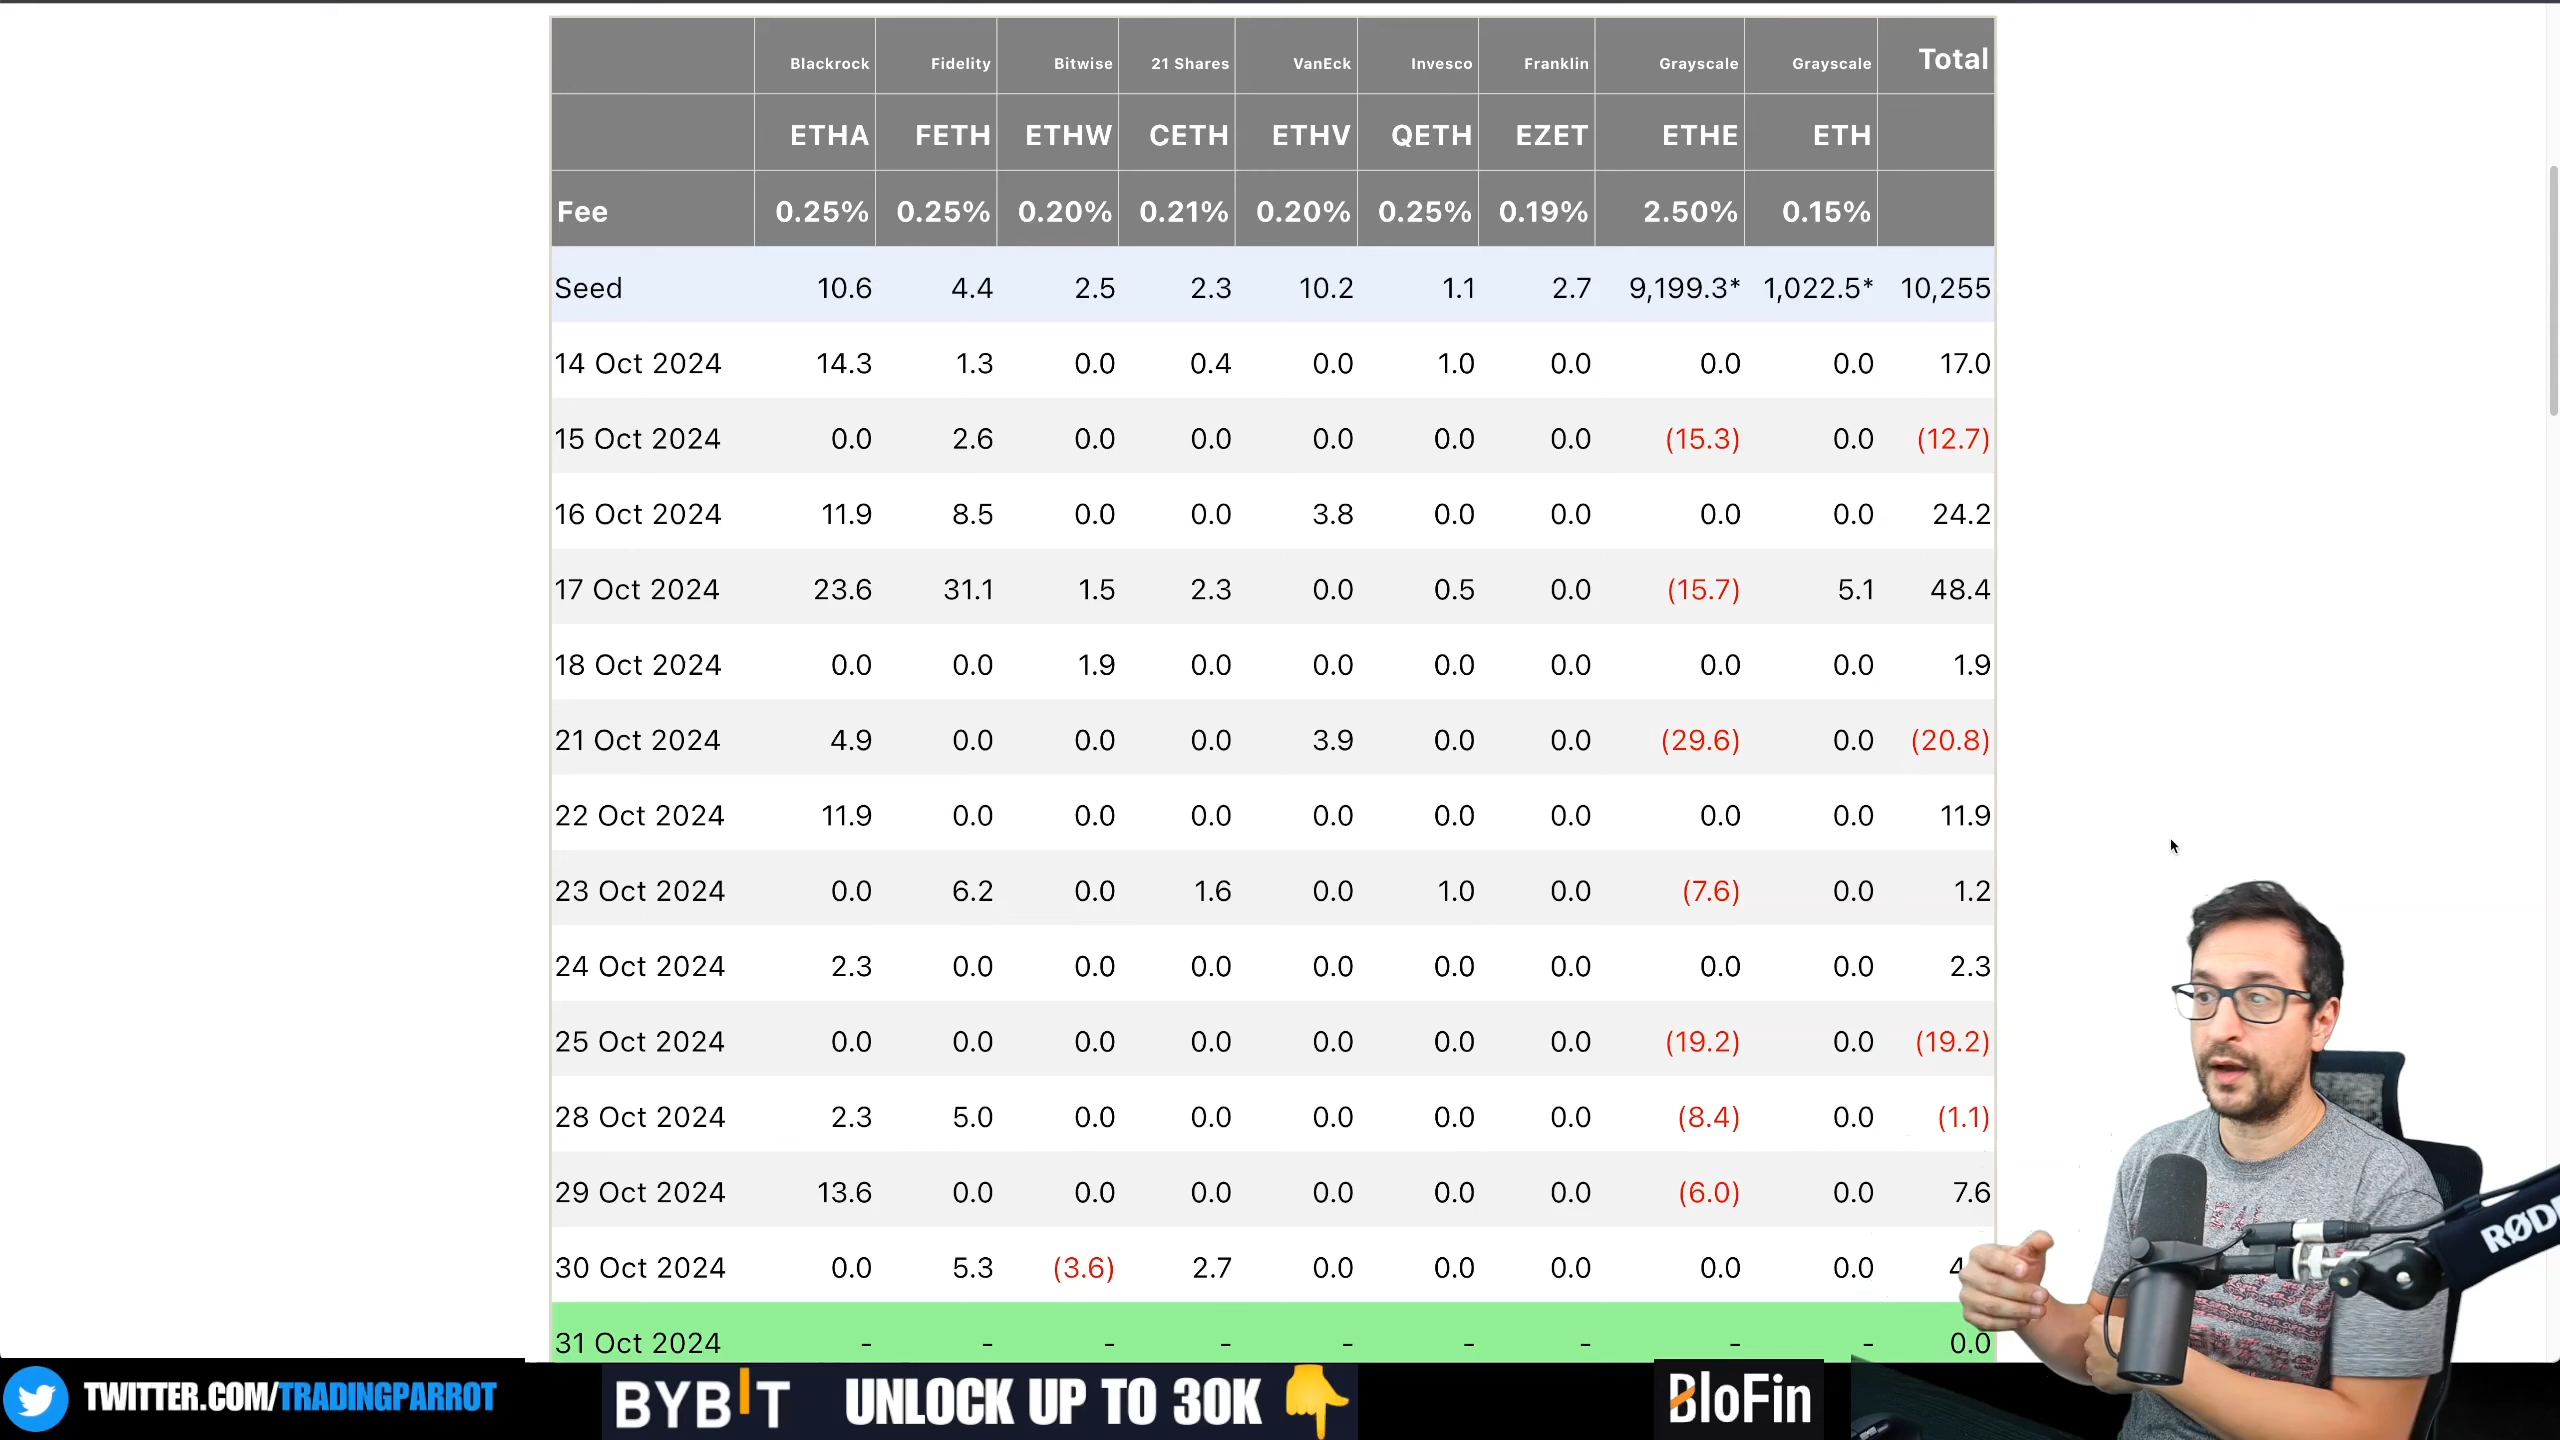 Blackrock Fidelity Bitwise 21 Shares VanEck Invesco Franklin Grayscale Grayscale Total
ETHA FETH ETHW CETH ETHV QETH EZET ETHE ETH
Fee 0.25% 0.25% 0.20% 0.21% 0.20% 0.25% 0.19% 2.50% 0.15%
Seed 10.6 4.4 2.5 2.3 10.2 1.1 2.7 9,199.3* 1,022.5* 10,255
14 Oct 2024 14.3 1.3 0.0 0.4 0.0 1.0 0.0 0.0 0.0 17.0
15 Oct 2024 0.0 2.6 0.0 0.0 0.0 0.0 0.0 (15.3) 0.0 (12.7)
16 Oct 2024 11.9 8.5 0.0 0.0 3.8 0.0 0.0 0.0 0.0 24.2
17 Oct 2024 23.6 31.1 1.5 2.3 0.0 0.5 0.0 (15.7) 5.1 48.4
18 Oct 2024 0.0 0.0 1.9 0.0 0.0 0.0 0.0 0.0 0.0 1.9
21 Oct 2024 4.9 0.0 0.0 0.0 3.9 0.0 0.0 (29.6) 0.0 (20.8)
22 Oct 2024 11.9 0.0 0.0 0.0 0.0 0.0 0.0 0.0 0.0 11.9
23 Oct 2024 0.0 6.2 0.0 1.6 0.0 1.0 0.0 (7.6) 0.0 1.2
24 Oct 2024 2.3 0.0 0.0 0.0 0.0 0.0 0.0 0.0 0.0 2.3
25 Oct 2024 0.0 0.0 0.0 0.0 0.0 0.0 0.0 (19.2) 0.0 (19.2)
28 Oct 2024 2.3 5.0 0.0 0.0 0.0 0.0 0.0 (8.4) 0.0 (1.1)
29 Oct 2024 13.6 0.0 0.0 0.0 0.0 0.0 0.0 (6.0) 0.0 7.6
30 Oct 2024 0.0 5.3 (3.6) 2.7 0.0 0.0 0.0 0.0 0.0
31 Oct 2024 - - - - - - - - - 0.0
TWITTER.COM/TRADINGPARROT BYBIT UNLOCK UP TO 30K BloFin